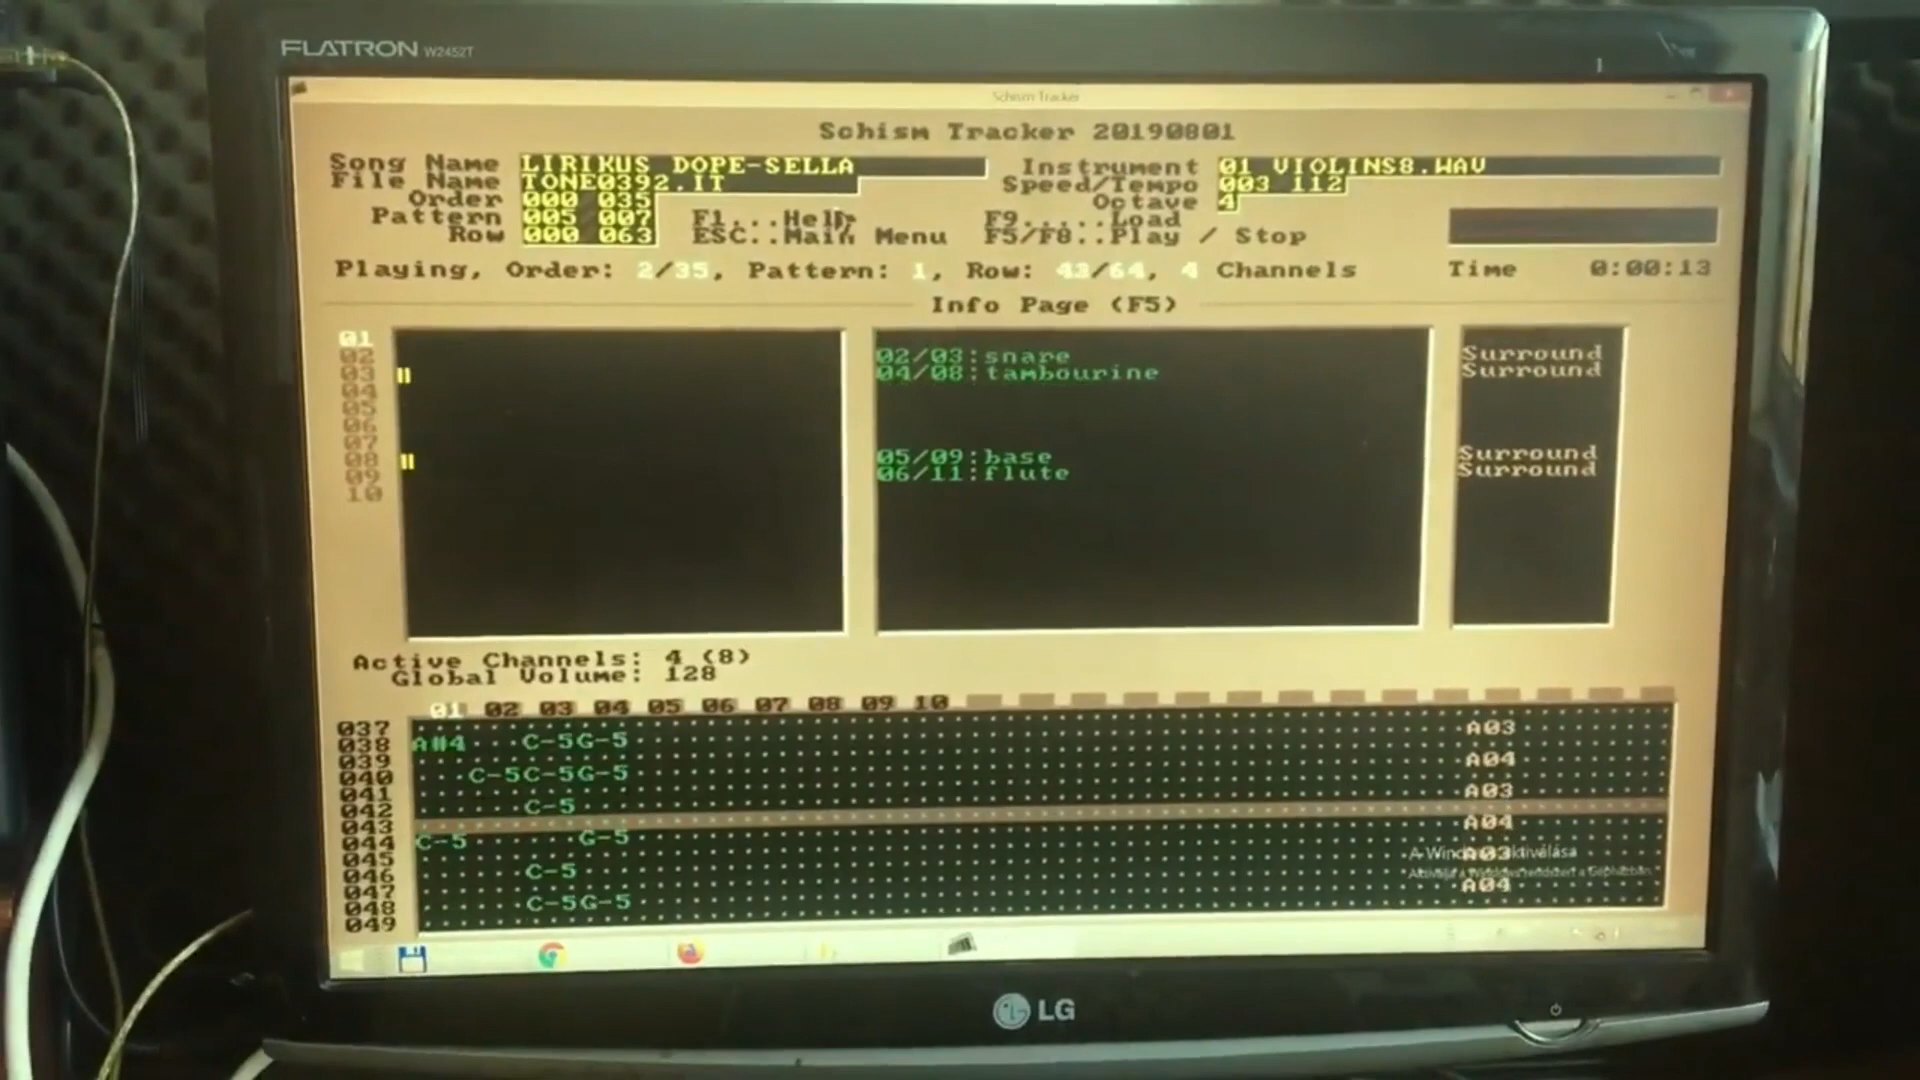 FLATRON W2452T
Schism Tracker
Schism Tracker 20190801
Song Name LIRIKUS DOPE-SELLA Instrument 01 VIOLINS8.WAV
File Name TONE0392.IT Speed/Tempo 003 112
Order 000 035 Octave 4
Pattern 005 007 F1...Help F9.....Load
Row 000 063 ESC..Main Menu F5/F8..Play / Stop
Playing, Order: 2/35, Pattern: 1, Row: 43/64, 4 Channels Time 0:00:13
Info Page (F5)
01
02 02/03:snare Surround
03 04/08:tambourine Surround
04
05
06
07
08 05/09:base Surround
09 06/11:flute Surround
10
Active Channels: 4 (8)
Global Volume: 128
01 02 03 04 05 06 07 08 09 10
037 A03
038 A#4 C-5 G-5
039 A04
040 C-5 C-5 G-5
041 A03
042 C-5
043 A04
044 C-5 G-5
045 A03
046 C-5
047 A04
048 C-5 G-5
049
A Windows aktiválása
LG